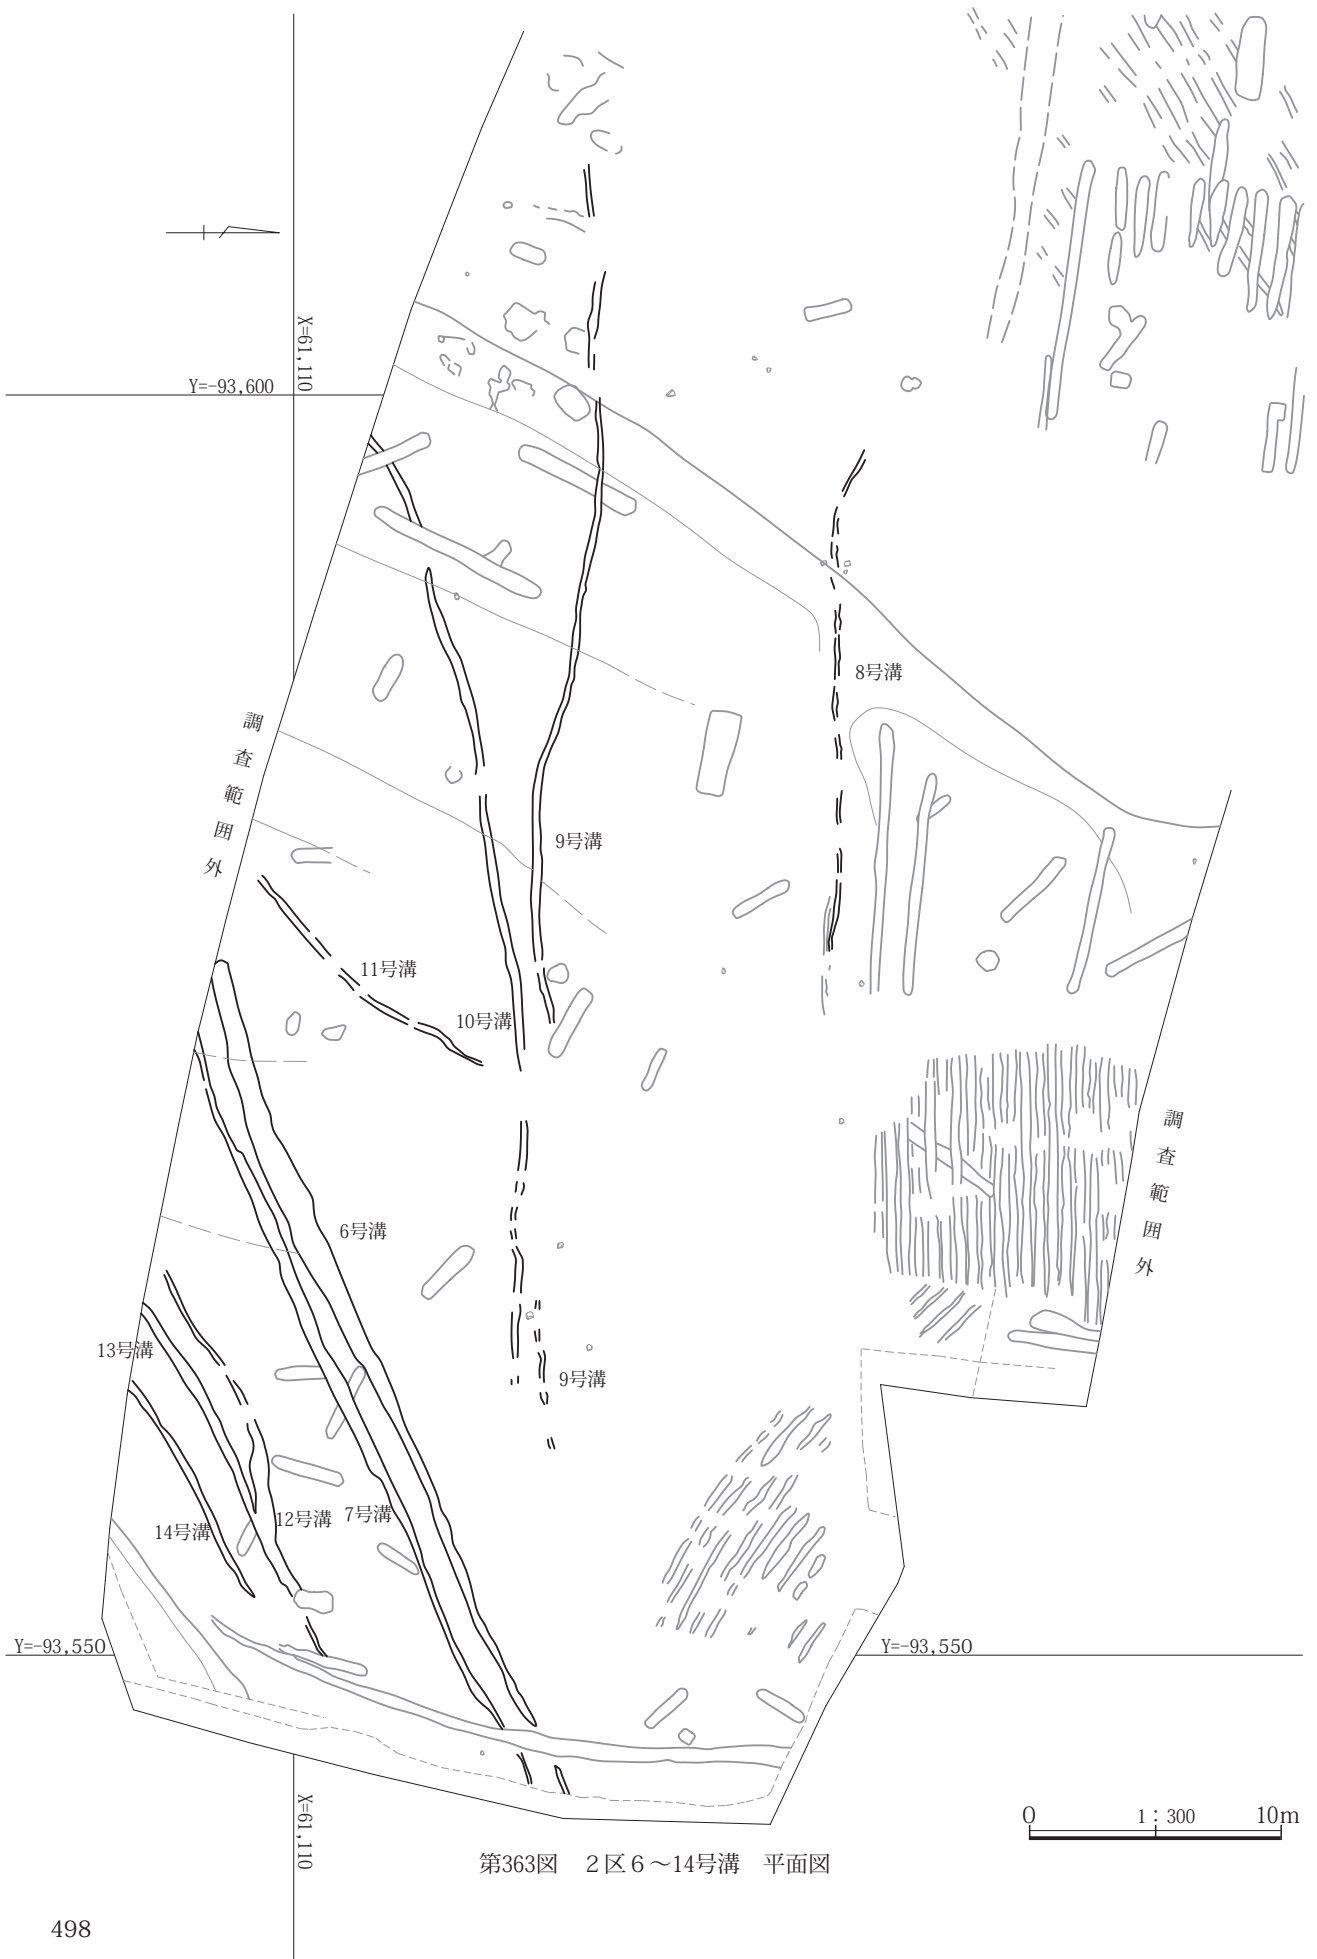 X=61,110
Y=-93,600
8号溝
調査範囲外
9号溝
11号溝
10号溝
調査範囲外
6号溝
13号溝
9号溝
12号溝
7号溝
14号溝
Y=-93,550
Y=-93,550
X=61,110
0 1：300 10m
第363図　２区６～14号溝　平面図
498